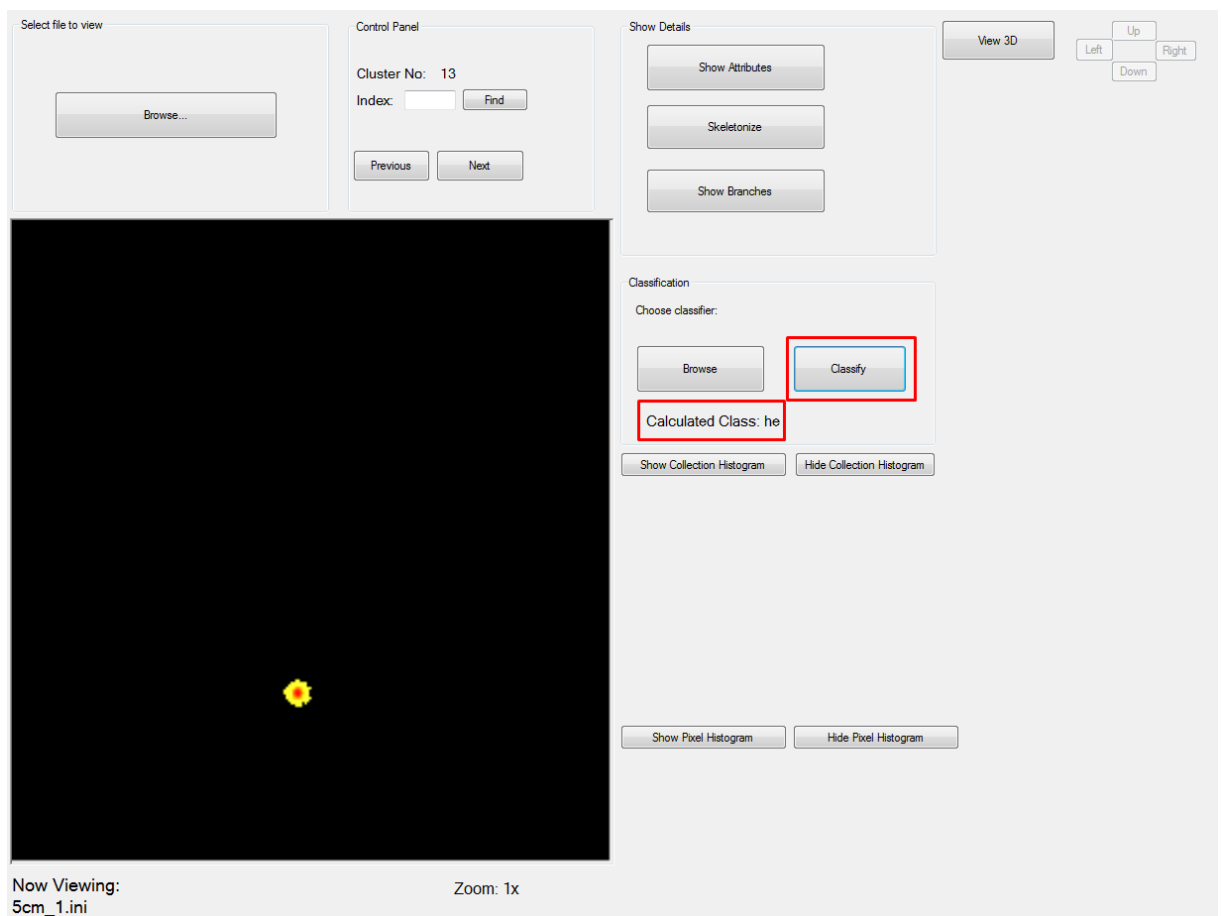 Select file to view
Browse...
Control Panel
Cluster No: 13
Index:
Find
Previous
Next
Show Details
Show Attributes
Skeletonize
Show Branches
View 3D
Up
Left
Right
Down
Classification
Choose classifier:
Browse
Classify
Calculated Class: he
Show Collection Histogram
Hide Collection Histogram
Show Pixel Histogram
Hide Pixel Histogram
Now Viewing:
5cm_1.ini
Zoom: 1x